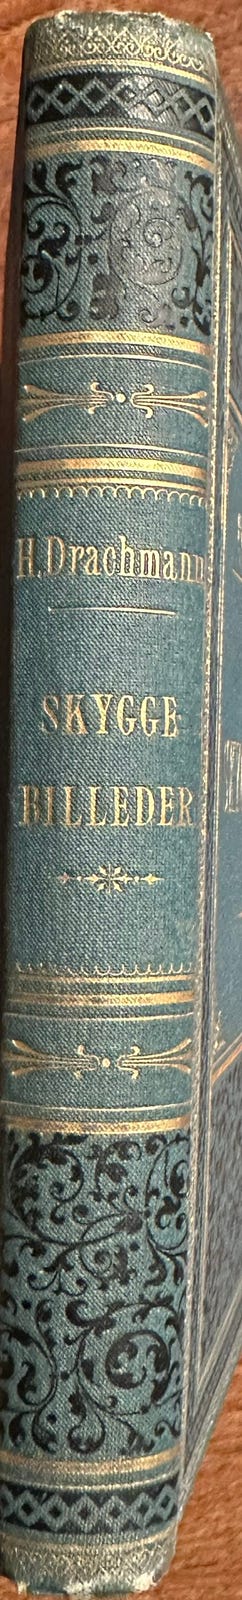 H. Drachmann
SKYGGE
BILLEDER